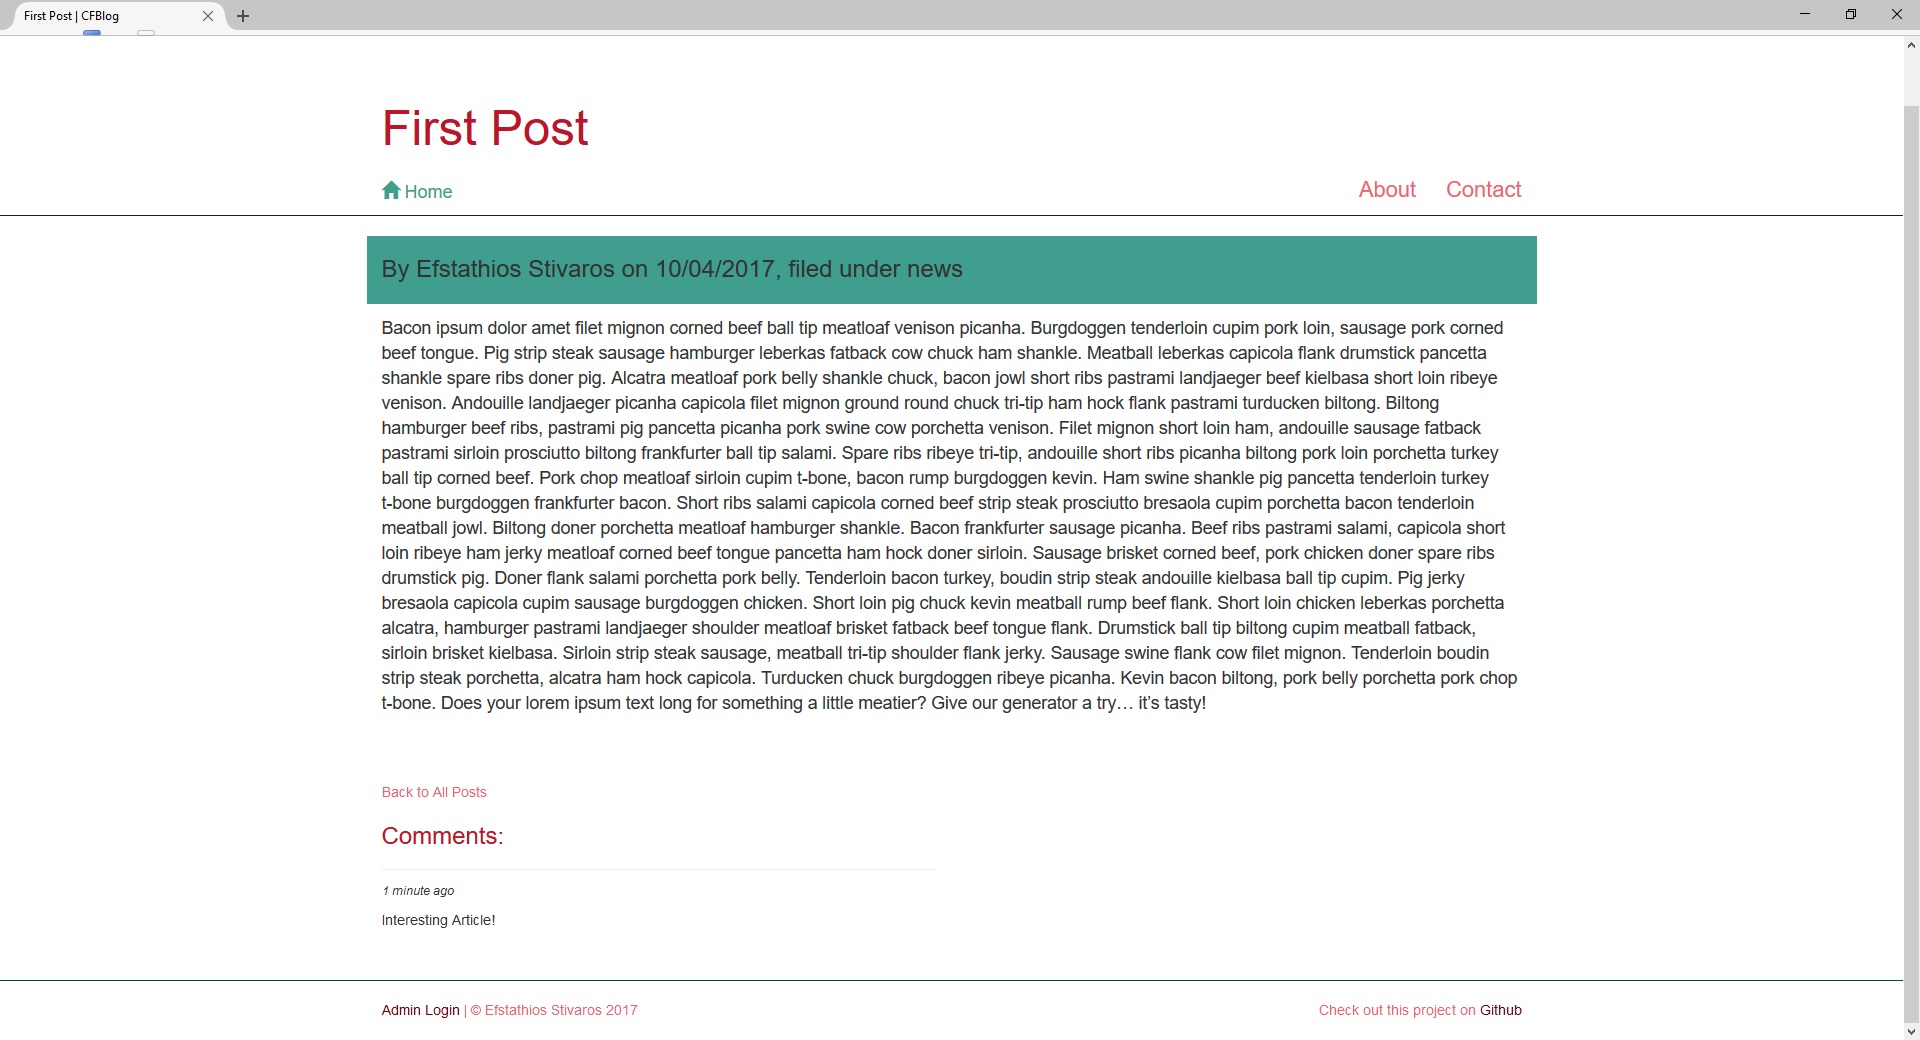 First Post | CFBlog
First Post
Home
About Contact
By Efstathios Stivaros on 10/04/2017, filed under news
Bacon ipsum dolor amet filet mignon corned beef ball tip meatloaf venison picanha. Burgdoggen tenderloin cupim pork loin, sausage pork corned
beef tongue. Pig strip steak sausage hamburger leberkas fatback cow chuck ham shankle. Meatball leberkas capicola flank drumstick pancetta
shankle spare ribs doner pig. Alcatra meatloaf pork belly shankle chuck, bacon jowl short ribs pastrami landjaeger beef kielbasa short loin ribeye
venison. Andouille landjaeger picanha capicola filet mignon ground round chuck tri-tip ham hock flank pastrami turducken biltong. Biltong
hamburger beef ribs, pastrami pig pancetta picanha pork swine cow porchetta venison. Filet mignon short loin ham, andouille sausage fatback
pastrami sirloin prosciutto biltong frankfurter ball tip salami. Spare ribs ribeye tri-tip, andouille short ribs picanha biltong pork loin porchetta turkey
ball tip corned beef. Pork chop meatloaf sirloin cupim t-bone, bacon rump burgdoggen kevin. Ham swine shankle pig pancetta tenderloin turkey
t-bone burgdoggen frankfurter bacon. Short ribs salami capicola corned beef strip steak prosciutto bresaola cupim porchetta bacon tenderloin
meatball jowl. Biltong doner porchetta meatloaf hamburger shankle. Bacon frankfurter sausage picanha. Beef ribs pastrami salami, capicola short
loin ribeye ham jerky meatloaf corned beef tongue pancetta ham hock doner sirloin. Sausage brisket corned beef, pork chicken doner spare ribs
drumstick pig. Doner flank salami porchetta pork belly. Tenderloin bacon turkey, boudin strip steak andouille kielbasa ball tip cupim. Pig jerky
bresaola capicola cupim sausage burgdoggen chicken. Short loin pig chuck kevin meatball rump beef flank. Short loin chicken leberkas porchetta
alcatra, hamburger pastrami landjaeger shoulder meatloaf brisket fatback beef tongue flank. Drumstick ball tip biltong cupim meatball fatback,
sirloin brisket kielbasa. Sirloin strip steak sausage, meatball tri-tip shoulder flank jerky. Sausage swine flank cow filet mignon. Tenderloin boudin
strip steak porchetta, alcatra ham hock capicola. Turducken chuck burgdoggen ribeye picanha. Kevin bacon biltong, pork belly porchetta pork chop
t-bone. Does your lorem ipsum text long for something a little meatier? Give our generator a try… it’s tasty!
Back to All Posts
Comments:
1 minute ago
Interesting Article!
Admin Login | © Efstathios Stivaros 2017
Check out this project on Github